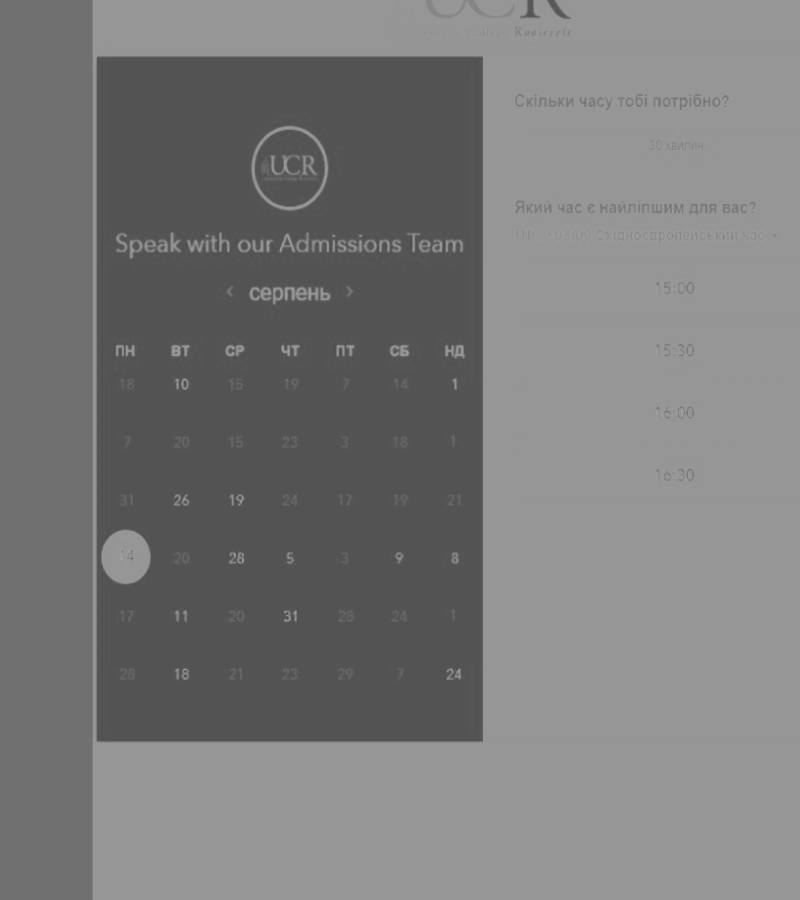 UCR
Roosevelt
UCR
Speak with our Admissions Team
‹ серпень ›
ПН ВТ СР ЧТ ПТ СБ НД
18 10 15 19 7 14 1
7 20 15 23 3 18 1
31 26 19 24 17 19 21
14 20 28 5 3 9 8
17 11 20 31 28 24 1
28 18 21 23 29 7 24
Скільки часу тобі потрібно?
30 хвилин
Який час є найліпшим для вас?
Східноєвропейський час
15:00
15:30
16:00
16:30